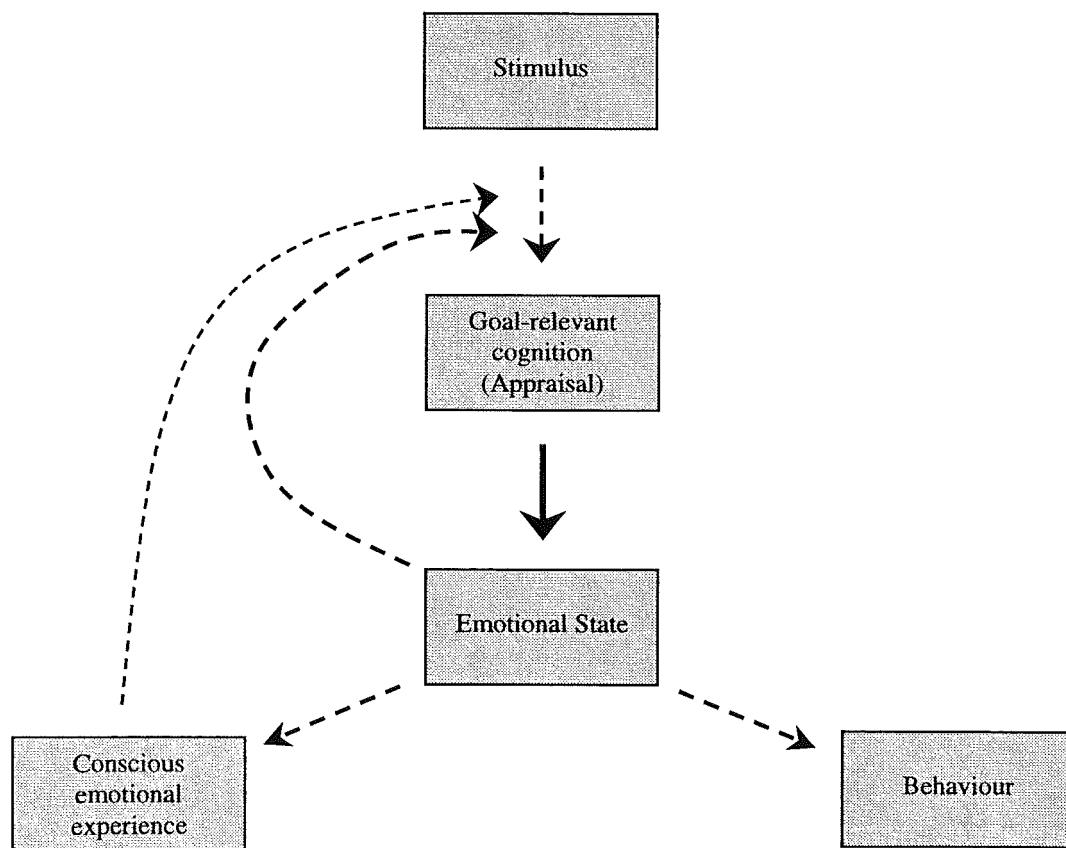 Stimulus
Goal-relevant
cognition
(Appraisal)
Emotional State
Conscious
emotional
experience
Behaviour